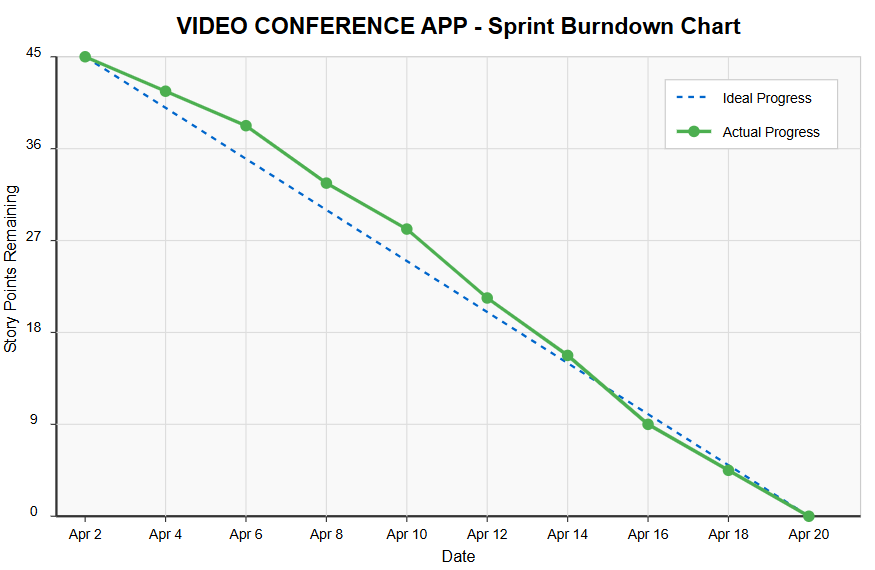 VIDEO CONFERENCE APP - Sprint Burndown Chart
Ideal Progress
Actual Progress
Story Points Remaining
45
36
27
18
9
0
Apr 2
Apr 4
Apr 6
Apr 8
Apr 10
Apr 12
Apr 14
Apr 16
Apr 18
Apr 20
Date